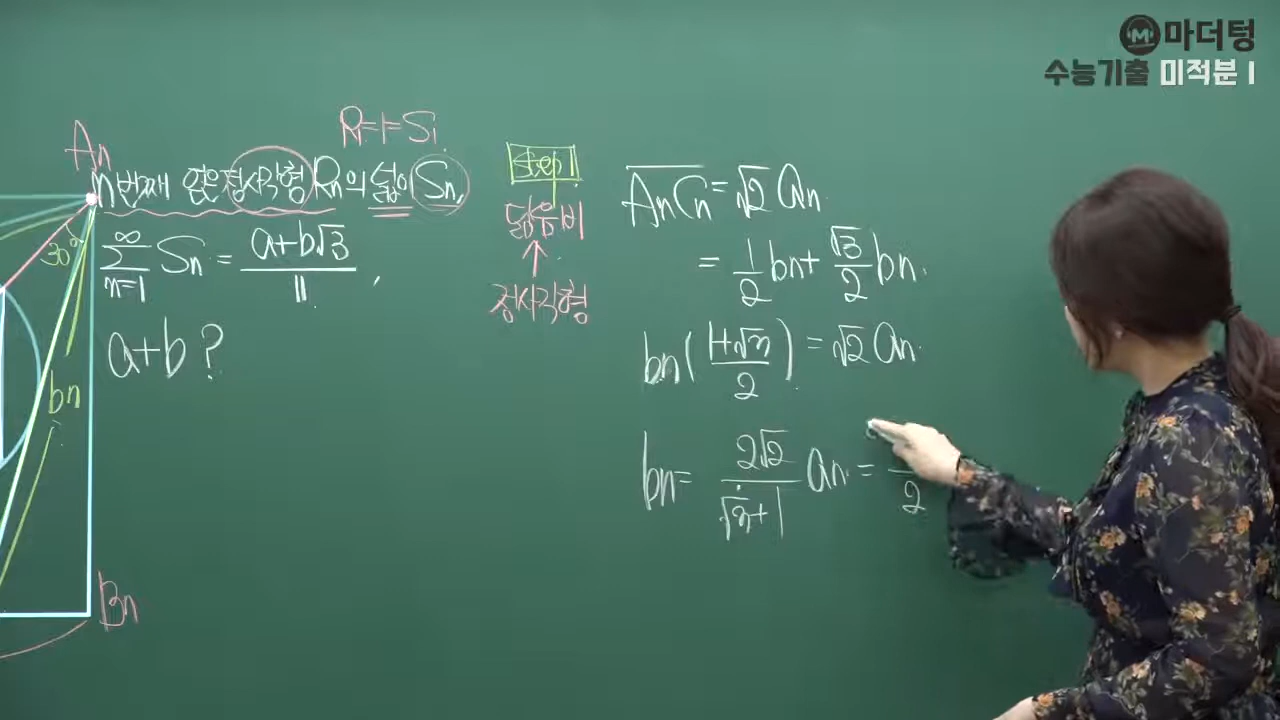 마더텅
수능기출 미적분 I
R₁=1=S₁
An
n번째 얻은 정사각형 Rn의 넓이 Sn,
∞
Σ Sn = (a+b√3)/11 ,
n=1
a+b ?
30°
bn
Bn
step 1
닮음비
↑
정사각형
AnCn = √2 an
= 1/2 bn + √3/2 bn.
bn( (1+√3)/2 ) = √2 an.
bn = 2√2/(√3+1) an =
2